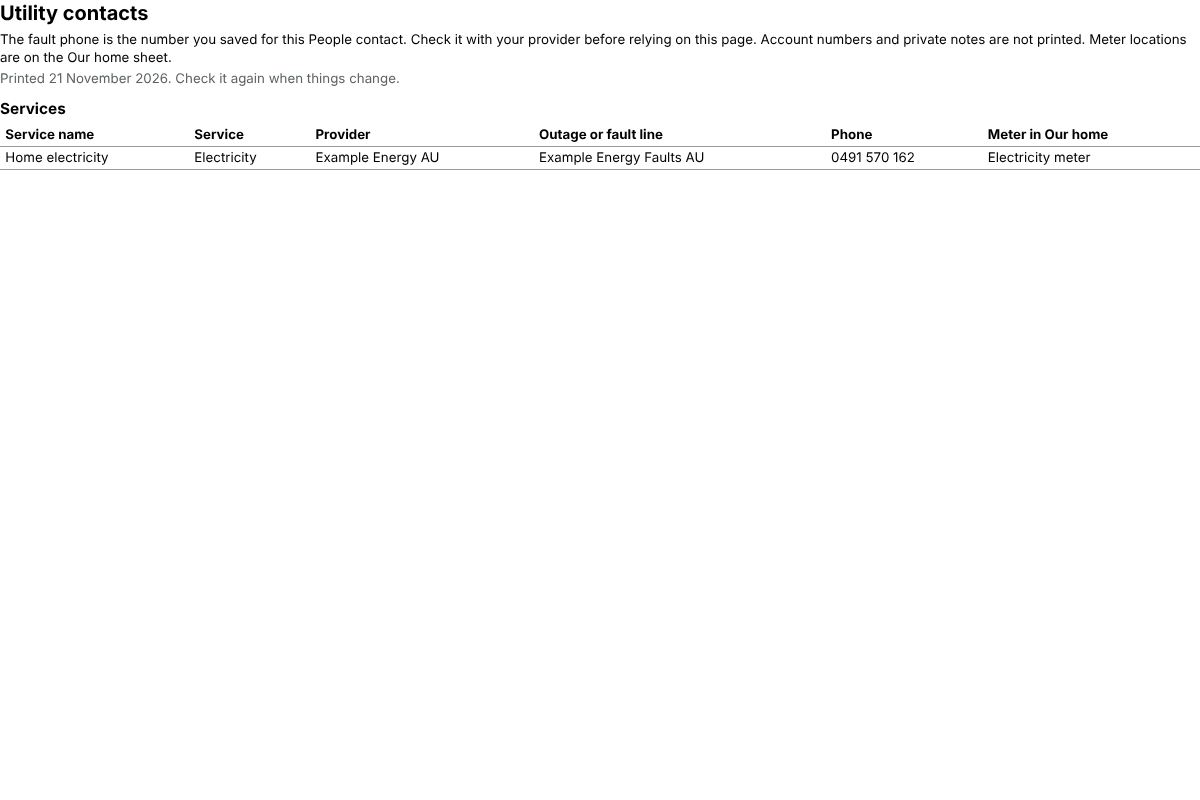 Utility contacts
The fault phone is the number you saved for this People contact. Check it with your provider before relying on this page. Account numbers and private notes are not printed. Meter locations
are on the Our home sheet.
Printed 21 November 2026. Check it again when things change.
Services
Service name Service Provider Outage or fault line Phone Meter in Our home
Home electricity Electricity Example Energy AU Example Energy Faults AU 0491 570 162 Electricity meter